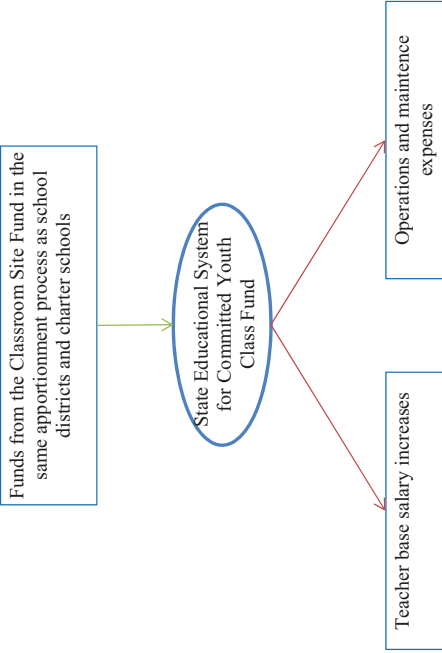 Funds from the Classroom Site Fund in the
same apportionment process as school
districts and charter schools
State Educational System
for Committed Youth
Class Fund
Teacher base salary increases
Operations and maintence
expenses